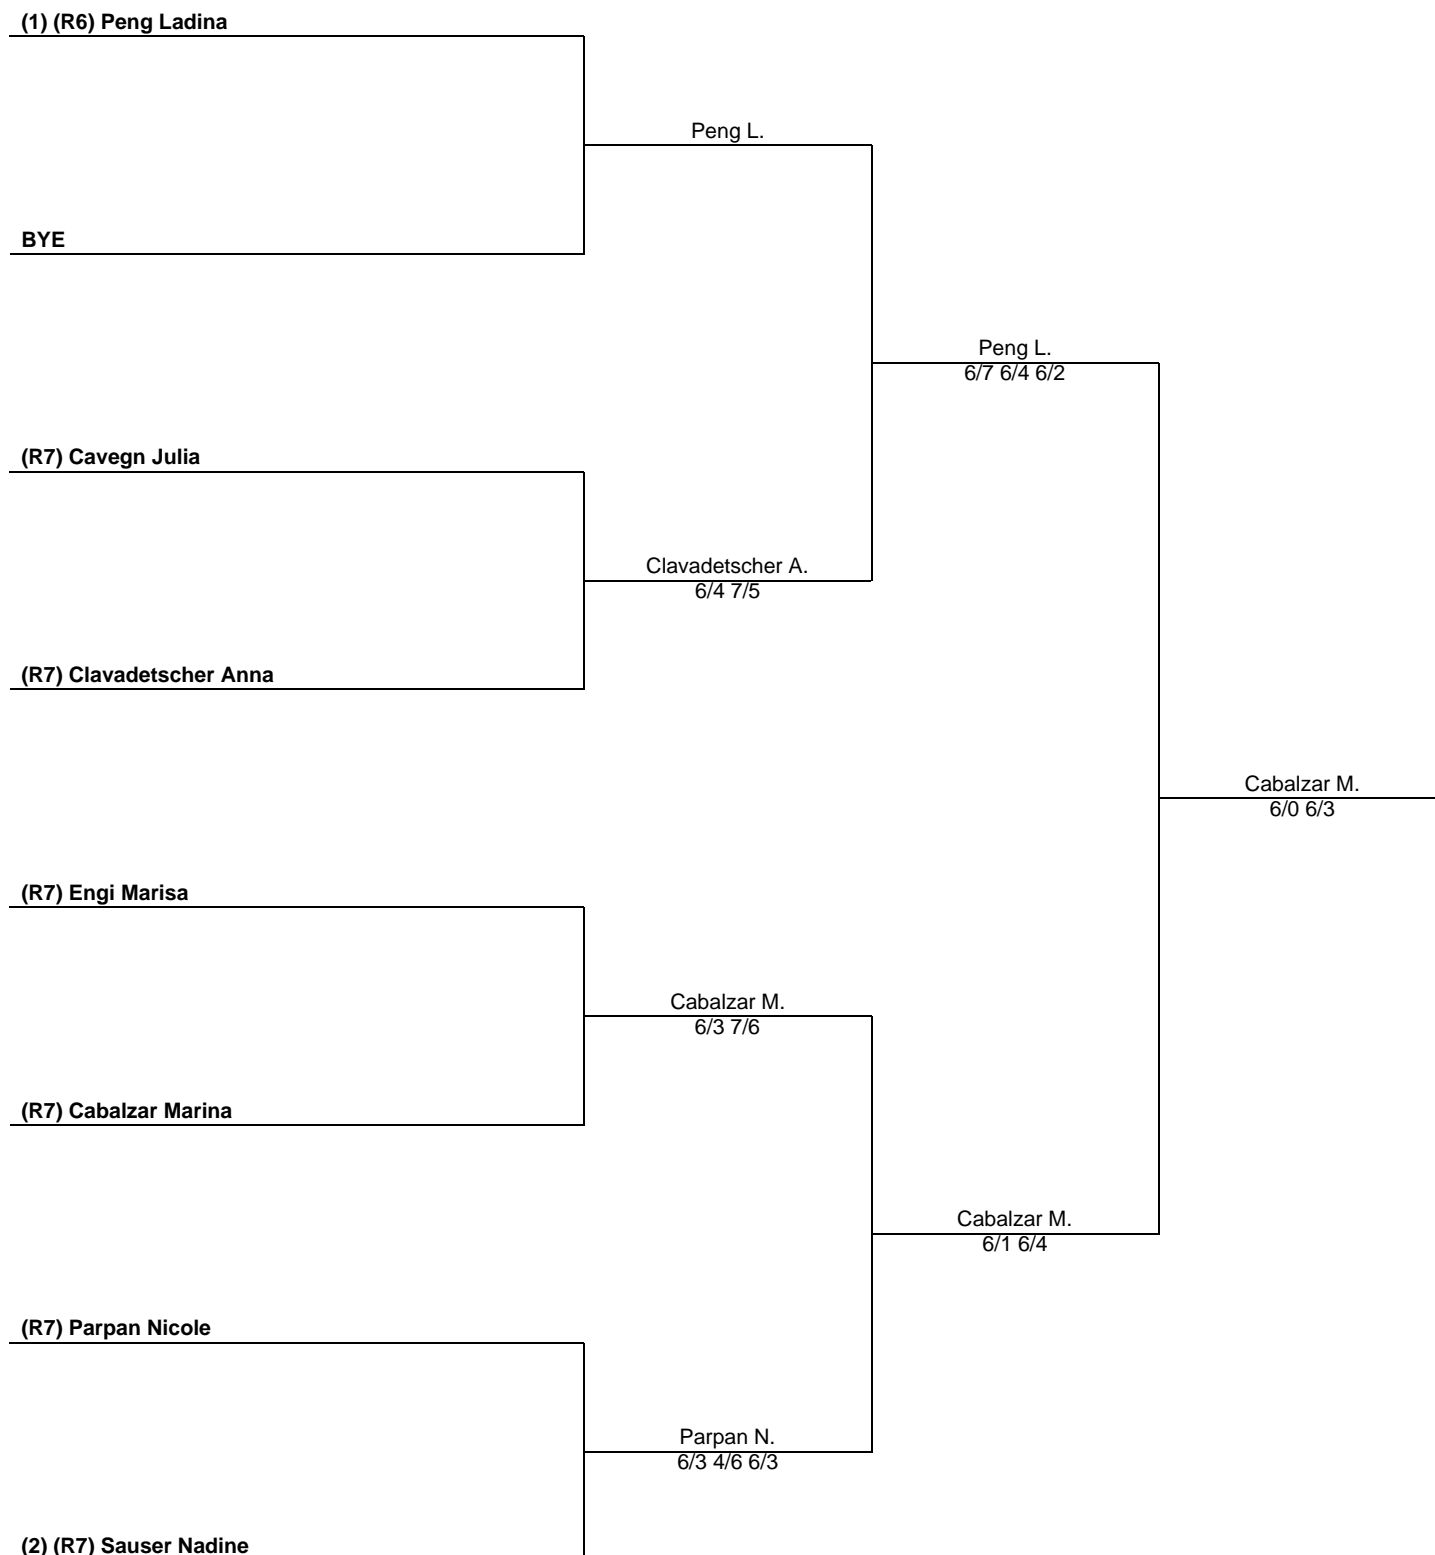 (1) (R6) Peng Ladina
Peng L.
BYE
Peng L.
6/7 6/4 6/2
(R7) Cavegn Julia
Clavadetscher A.
6/4 7/5
(R7) Clavadetscher Anna
Cabalzar M.
6/0 6/3
(R7) Engi Marisa
Cabalzar M.
6/3 7/6
(R7) Cabalzar Marina
Cabalzar M.
6/1 6/4
(R7) Parpan Nicole
Parpan N.
6/3 4/6 6/3
(2) (R7) Sauser Nadine